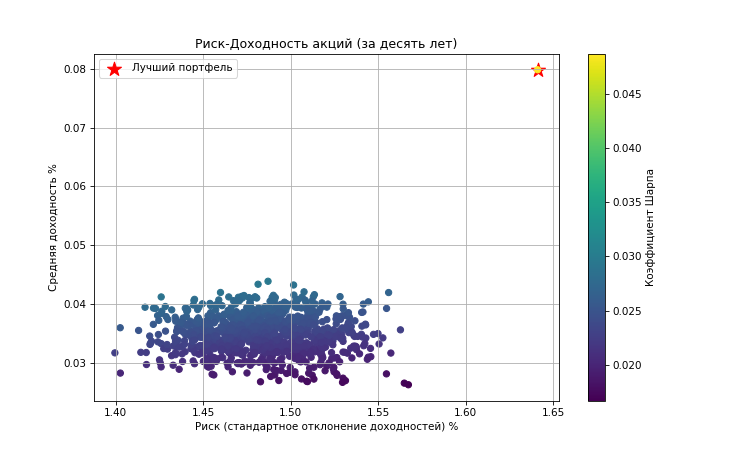 Риск-Доходность акций (за десять лет)
Лучший портфель
Средняя доходность %
0.08
0.07
0.06
0.05
0.04
0.03
1.40 1.45 1.50 1.55 1.60 1.65
Риск (стандартное отклонение доходностей) %
0.045
0.040
0.035
0.030
0.025
0.020
Коэффициент Шарпа